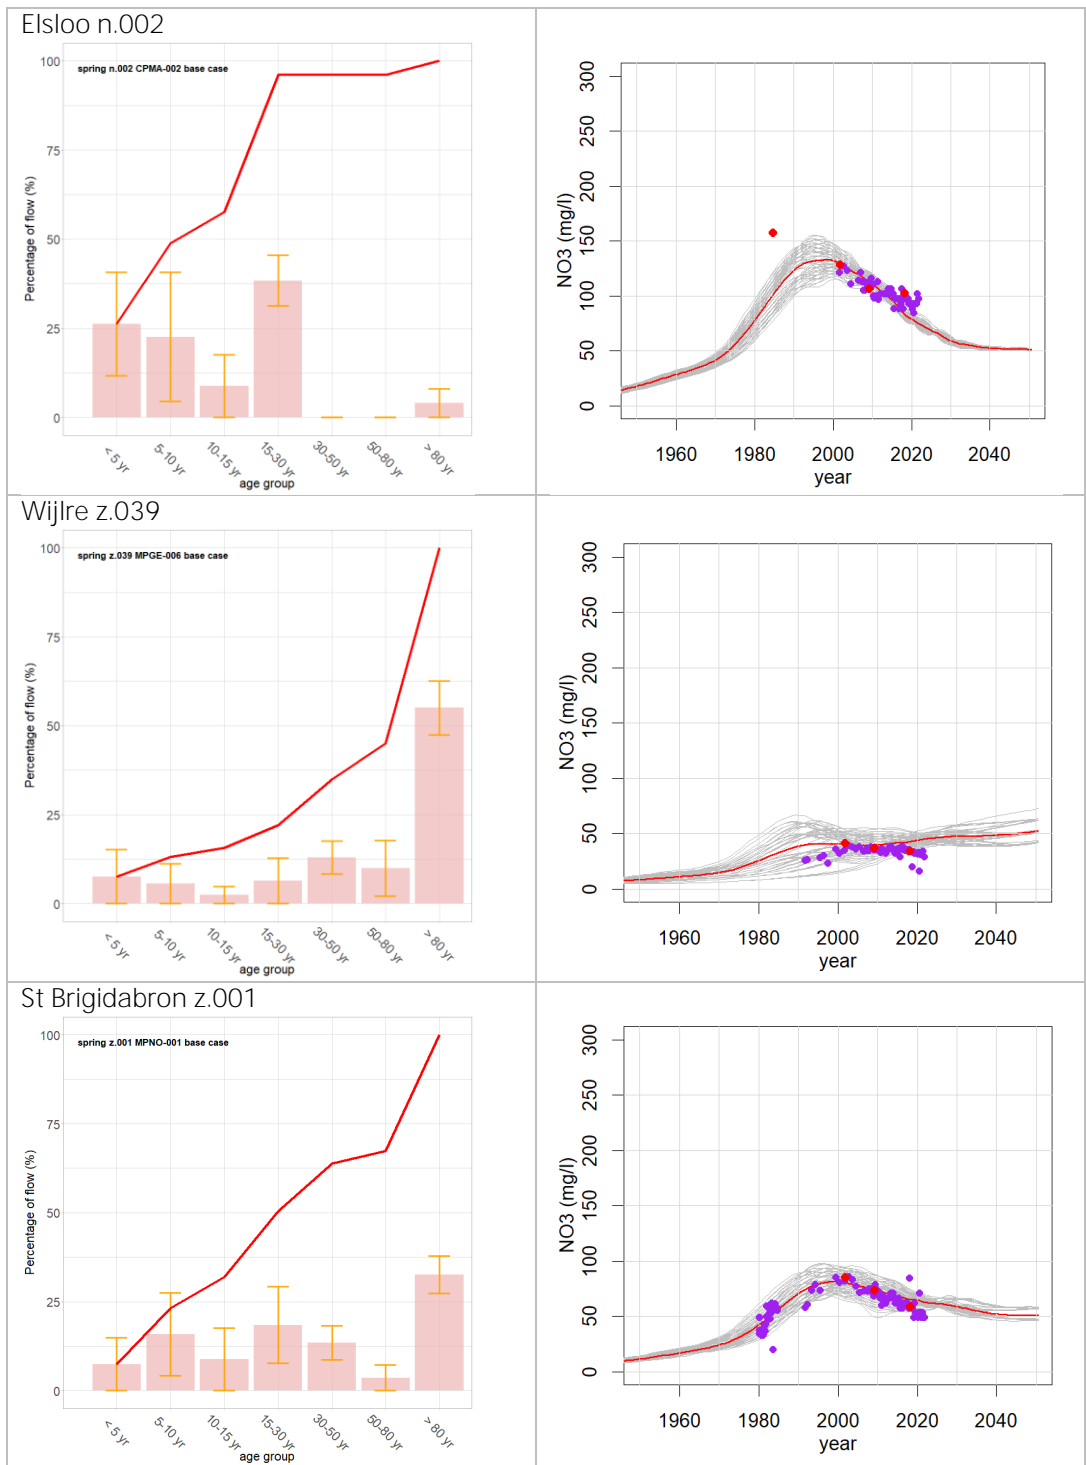 Elsloo n.002
spring n.002 CPMA-002 base case
Percentage of flow (%)
100
75
50
25
0
< 5 yr
5-10 yr
10-15 yr
15-30 yr
30-50 yr
50-80 yr
> 80 yr
age group
NO3 (mg/l)
300
250
200
150
100
50
0
1960 1980 2000 2020 2040
year
Wijlre z.039
spring z.039 MPGE-006 base case
Percentage of flow (%)
100
75
50
25
0
< 5 yr
5-10 yr
10-15 yr
15-30 yr
30-50 yr
50-80 yr
> 80 yr
age group
NO3 (mg/l)
300
250
200
150
100
50
0
1960 1980 2000 2020 2040
year
St Brigidabron z.001
spring z.001 MPNO-001 base case
Percentage of flow (%)
100
75
50
25
0
< 5 yr
5-10 yr
10-15 yr
15-30 yr
30-50 yr
50-80 yr
> 80 yr
age group
NO3 (mg/l)
300
250
200
150
100
50
0
1960 1980 2000 2020 2040
year